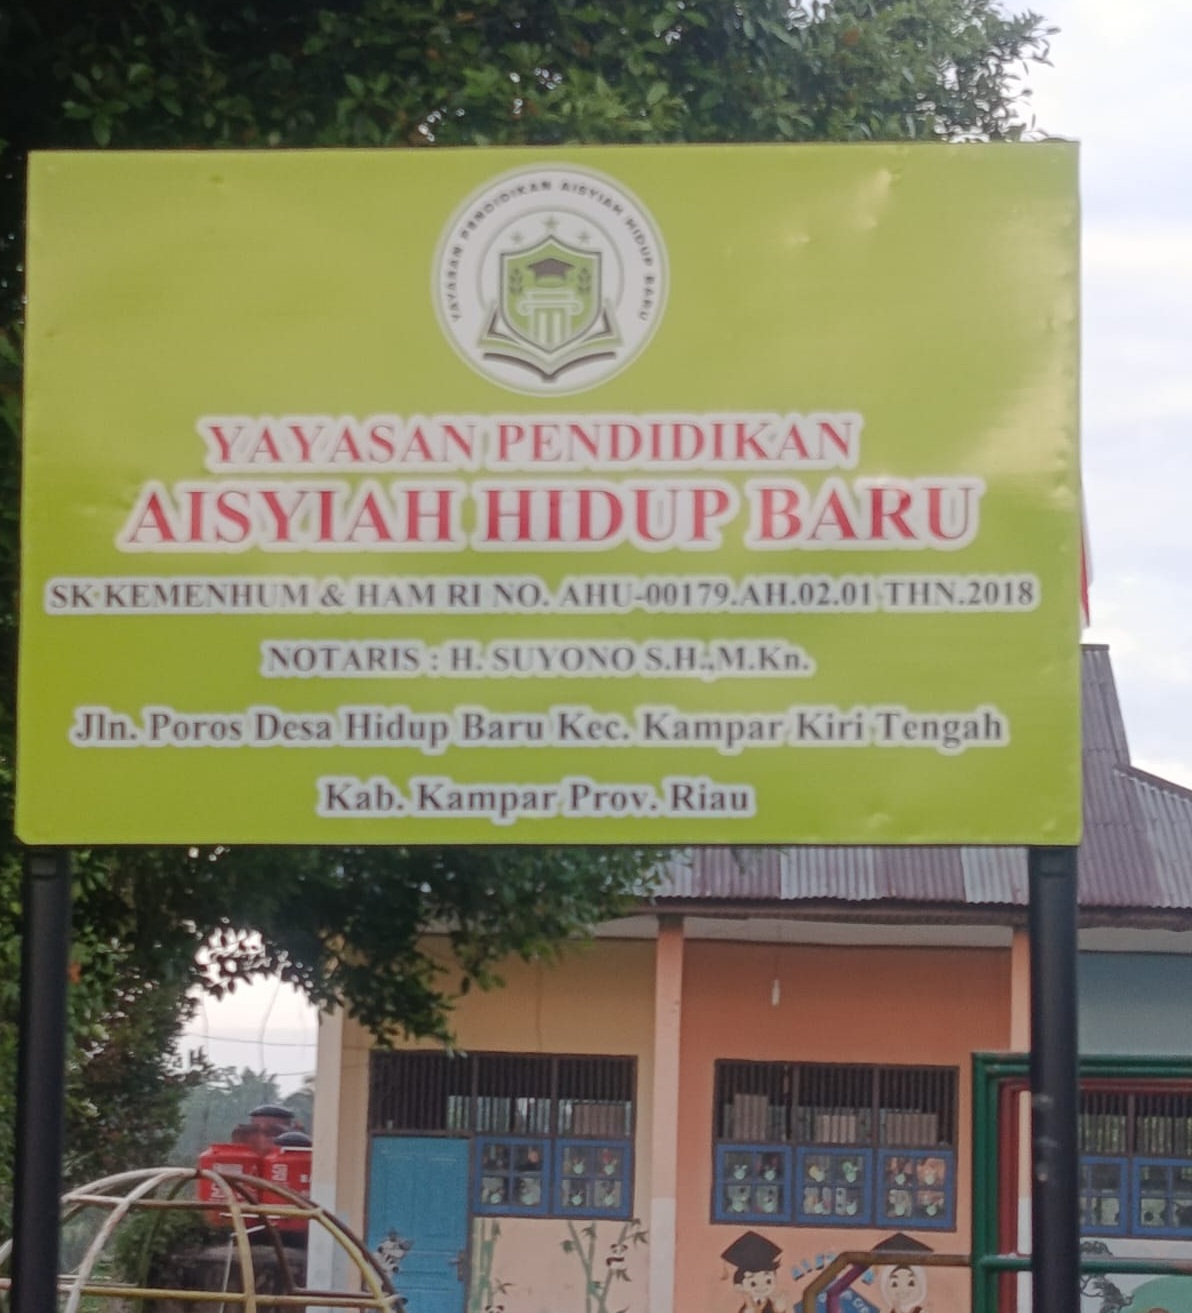 YAYASAN PENDIDIKAN AISYIAH HIDUP BARU
YAYASAN PENDIDIKAN
AISYIAH HIDUP BARU
SK KEMENHUM & HAM RI NO. AHU-00179.AH.02.01 THN.2018
NOTARIS : H. SUYONO S.H.,M.Kn.
Jln. Poros Desa Hidup Baru Kec. Kampar Kiri Tengah
Kab. Kampar Prov. Riau